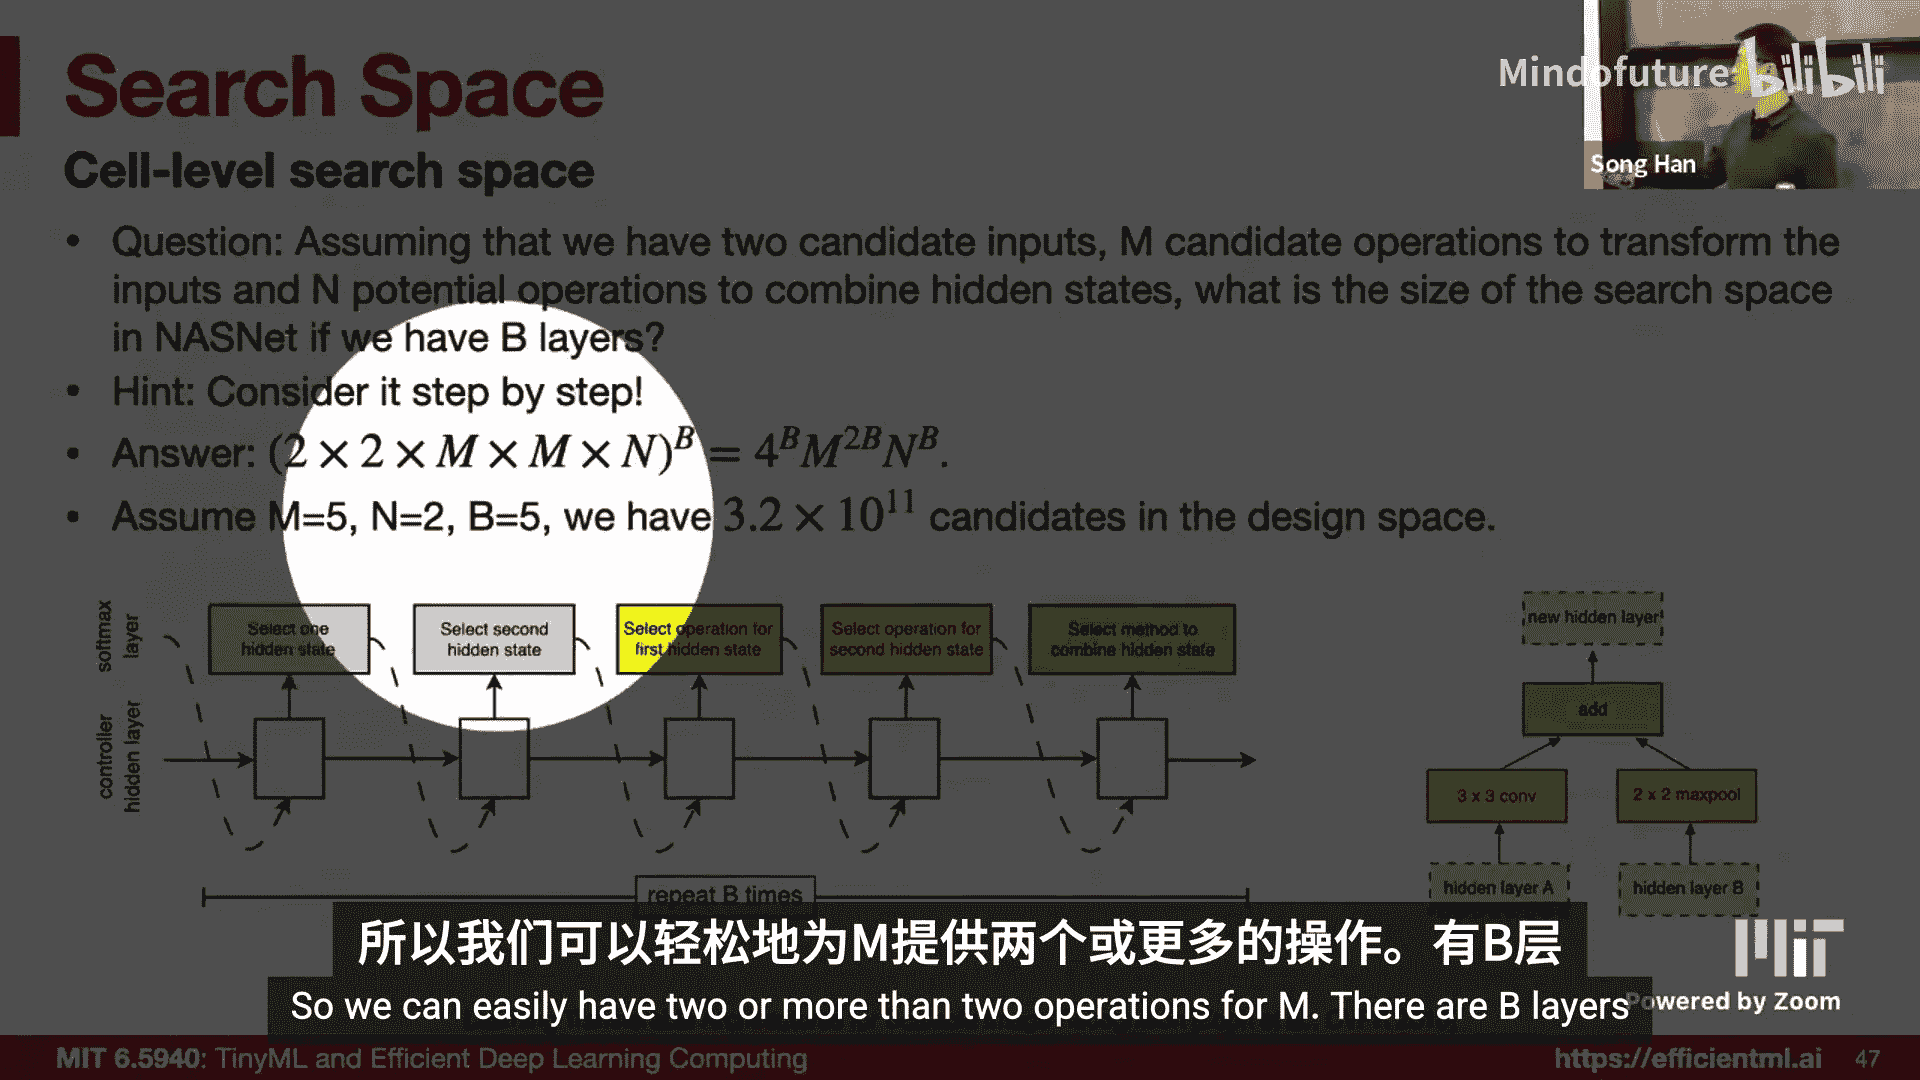 Search Space
Mindofuture
bilibili
Song Han
Cell-level search space
• Question: Assuming that we have two candidate inputs, M candidate operations to transform the
inputs and N potential operations to combine hidden states, what is the size of the search space
in NASNet if we have B layers?
• Hint: Consider it step by step!
• Answer: (2 × 2 × M × M × N)^B = 4^B M^{2B} N^B.
• Assume M=5, N=2, B=5, we have 3.2 × 10^{11} candidates in the design space.
softmax
layer
Select one
hidden state
Select second
hidden state
Select operation for
first hidden state
Select operation for
second hidden state
Select method to
combine hidden state
controller
hidden layer
repeat B times
new hidden layer
add
3 x 3 conv
2 x 2 maxpool
hidden layer A
hidden layer B
所以我们可以轻松地为M提供两个或更多的操作。有B层
So we can easily have two or more than two operations for M. There are B layers
MIT
Powered by Zoom
MIT 6.5940: TinyML and Efficient Deep Learning Computing
https://efficientml.ai
47